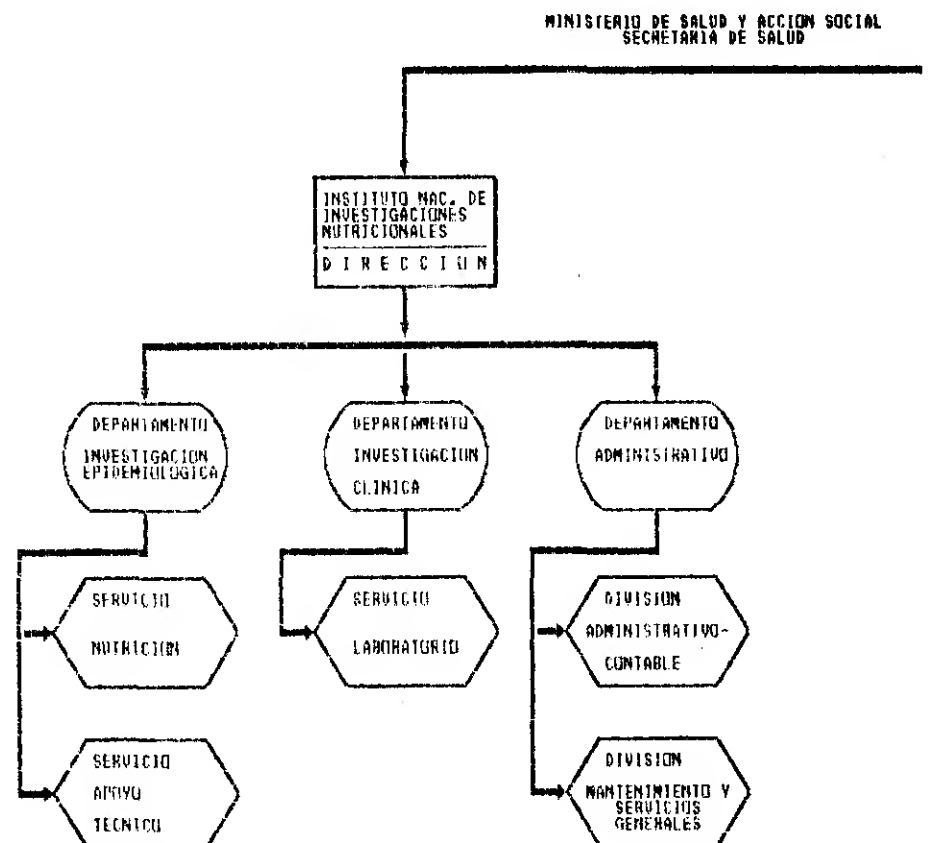 MINISTERIO DE SALUD Y ACCION SOCIAL
SECRETARIA DE SALUD
INSTITUTO NAC. DE
INVESTIGACIONES
NUTRICIONALES
D I R E C C I O N
DEPARTAMENTO
INVESTIGACION
EPIDEMIOLOGICA
DEPARTAMENTO
INVESTIGACION
CLINICA
DEPARTAMENTO
ADMINISTRATIVO
SERVICIO
NUTRICION
SERVICIO
LABORATORIO
DIVISION
ADMINISTRATIVO-
CONTABLE
SERVICIO
APOYO
TECNICO
DIVISION
MANTENIMIENTO Y
SERVICIOS
GENERALES